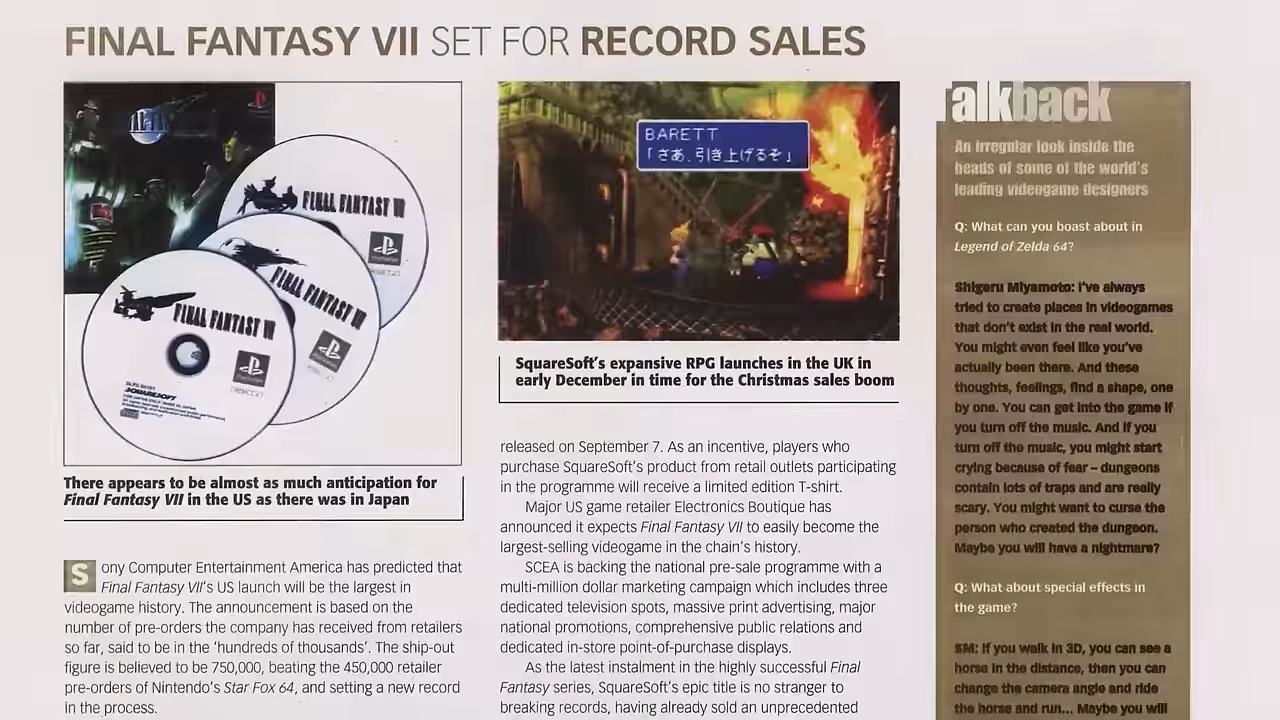 FINAL FANTASY VII SET FOR RECORD SALES
FINAL FANTASY VII
FINAL FANTASY VII
FINAL FANTASY VII
SQUARESOFT
There appears to be almost as much anticipation for
Final Fantasy VII in the US as there was in Japan
Sony Computer Entertainment America has predicted that
Final Fantasy VII's US launch will be the largest in
videogame history. The announcement is based on the
number of pre-orders the company has received from retailers
so far, said to be in the ‘hundreds of thousands’. The ship-out
figure is believed to be 750,000, beating the 450,000 retailer
pre-orders of Nintendo's Star Fox 64, and setting a new record
in the process.
BARETT
「さあ、引き上げるぞ」
SquareSoft's expansive RPG launches in the UK in
early December in time for the Christmas sales boom
released on September 7. As an incentive, players who
purchase SquareSoft's product from retail outlets participating
in the programme will receive a limited edition T-shirt.
Major US game retailer Electronics Boutique has
announced it expects Final Fantasy VII to easily become the
largest-selling videogame in the chain's history.
SCEA is backing the national pre-sale programme with a
multi-million dollar marketing campaign which includes three
dedicated television spots, massive print advertising, major
national promotions, comprehensive public relations and
dedicated in-store point-of-purchase displays.
As the latest instalment in the highly successful Final
Fantasy series, SquareSoft's epic title is no stranger to
breaking records, having already sold an unprecedented
Talkback
An irregular look inside the
heads of some of the world's
leading videogame designers
Q: What can you boast about in
Legend of Zelda 64?
Shigeru Miyamoto: I've always
tried to create places in videogames
that don't exist in the real world.
You might even feel like you've
actually been there. And these
thoughts, feelings, find a shape, one
by one. You can get into the game if
you turn off the music. And if you
turn off the music, you might start
crying because of fear – dungeons
contain lots of traps and are really
scary. You might want to curse the
person who created the dungeon.
Maybe you will have a nightmare?
Q: What about special effects in
the game?
SM: If you walk in 3D, you can see a
horse in the distance, then you can
change the camera angle and ride
the horse and run... Maybe you will